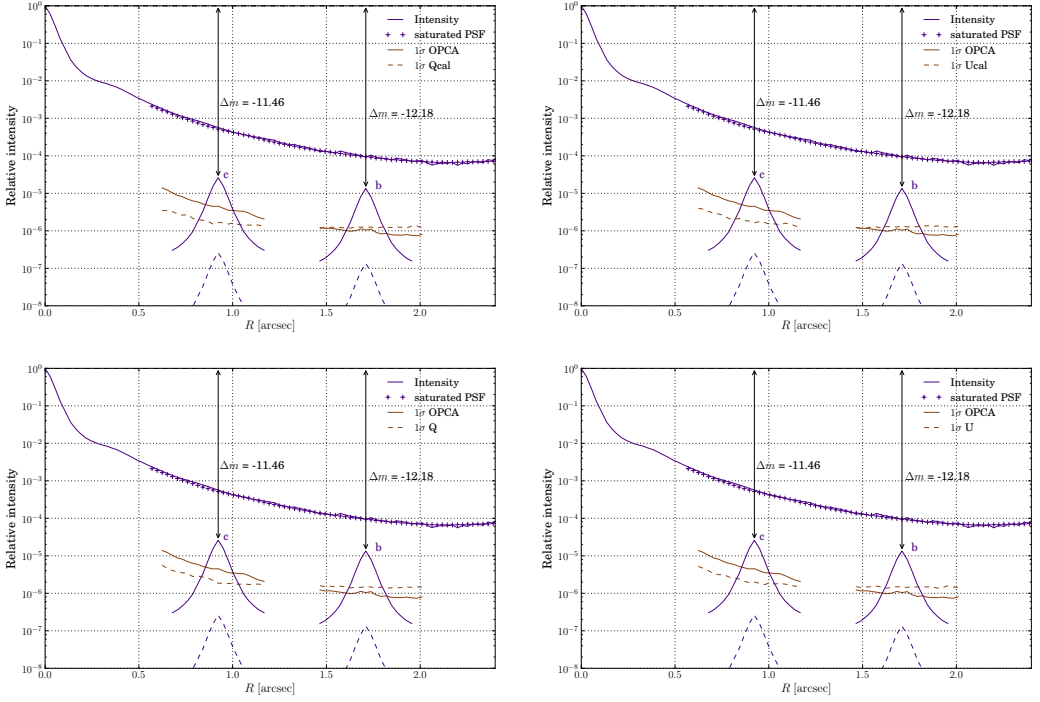 10⁰
10⁻¹
10⁻²
10⁻³
10⁻⁴
10⁻⁵
10⁻⁶
10⁻⁷
10⁻⁸
Relative intensity
Intensity
saturated PSF
1σ OPCA
1σ Qcal
Δm = -11.46
Δm = -12.18
c
b
0.0 0.5 1.0 1.5 2.0
R [arcsec]
10⁰
10⁻¹
10⁻²
10⁻³
10⁻⁴
10⁻⁵
10⁻⁶
10⁻⁷
10⁻⁸
Relative intensity
Intensity
saturated PSF
1σ OPCA
1σ Ucal
Δm = -11.46
Δm = -12.18
c
b
0.0 0.5 1.0 1.5 2.0
R [arcsec]
10⁰
10⁻¹
10⁻²
10⁻³
10⁻⁴
10⁻⁵
10⁻⁶
10⁻⁷
10⁻⁸
Relative intensity
Intensity
saturated PSF
1σ OPCA
1σ Q
Δm = -11.46
Δm = -12.18
c
b
0.0 0.5 1.0 1.5 2.0
R [arcsec]
10⁰
10⁻¹
10⁻²
10⁻³
10⁻⁴
10⁻⁵
10⁻⁶
10⁻⁷
10⁻⁸
Relative intensity
Intensity
saturated PSF
1σ OPCA
1σ U
Δm = -11.46
Δm = -12.18
c
b
0.0 0.5 1.0 1.5 2.0
R [arcsec]